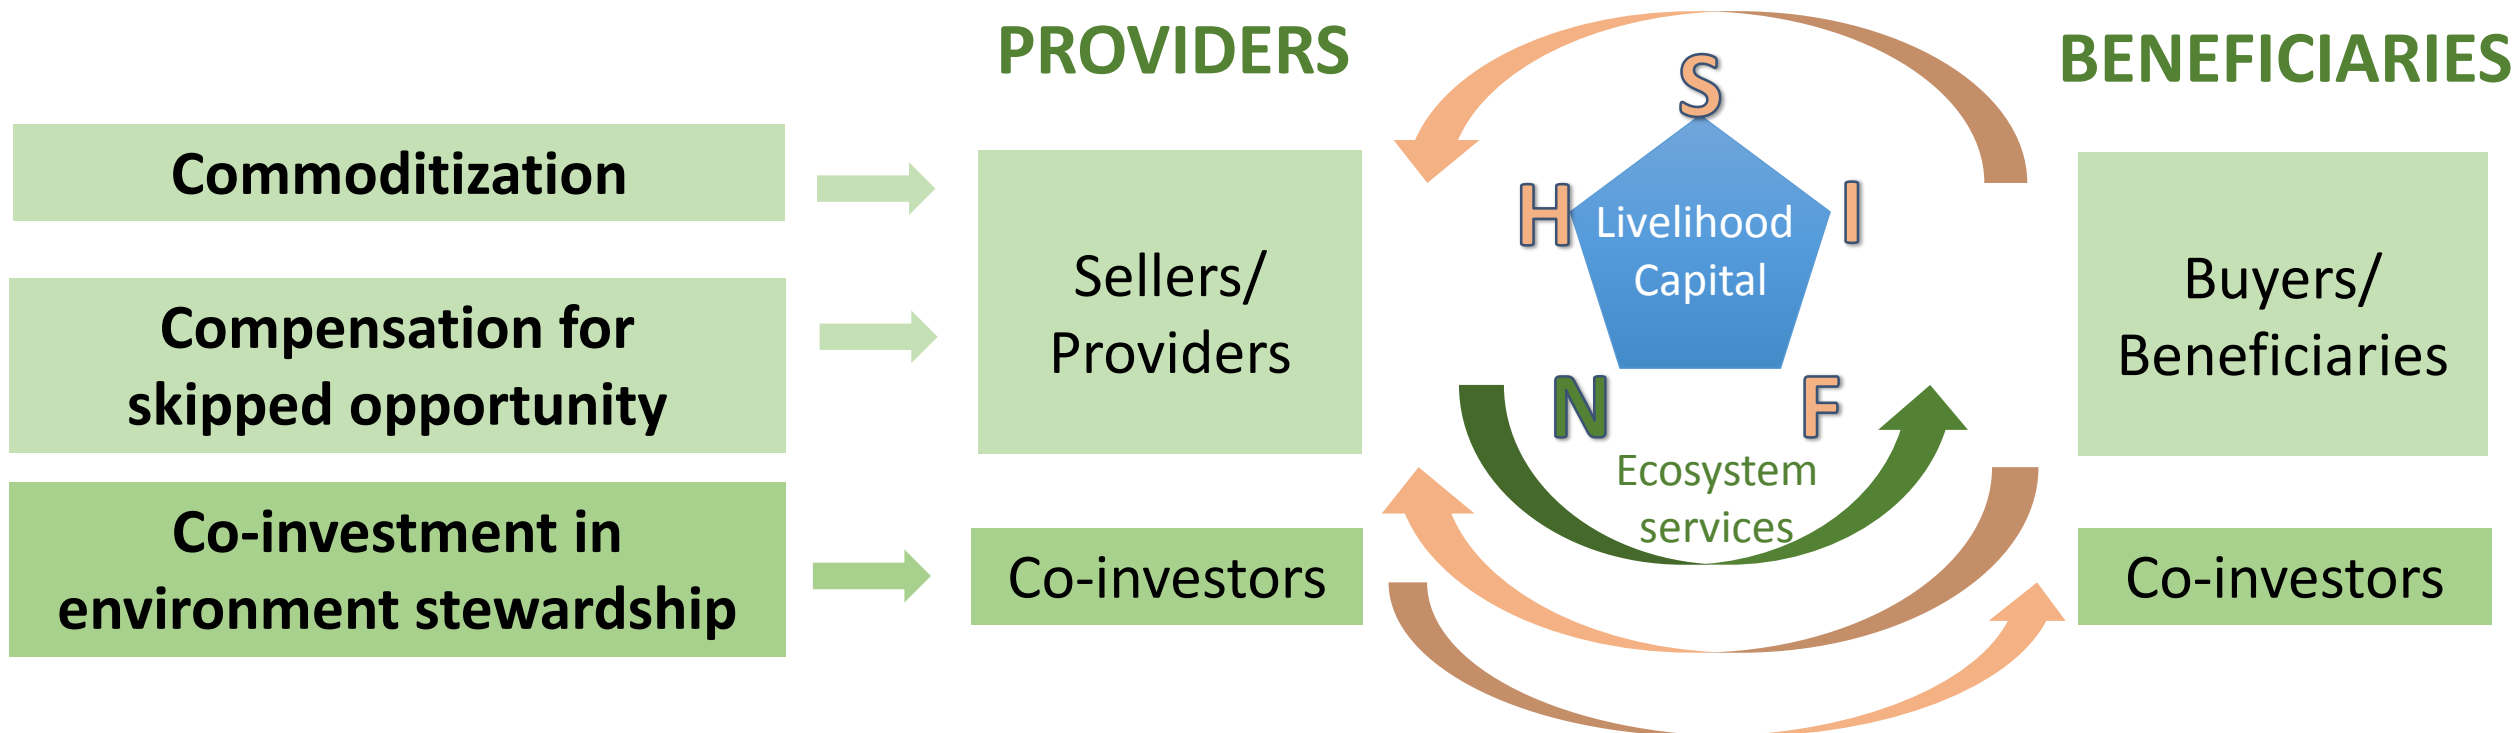 PROVIDERS
BENEFICIARIES
Commoditization
Compensation for
skipped opportunity
Co-investment in
environment stewardship
Sellers/
Providers
Co-investors
S
H
I
Livelihood
Capital
N
F
Ecosystem
services
Buyers/
Beneficiaries
Co-investors